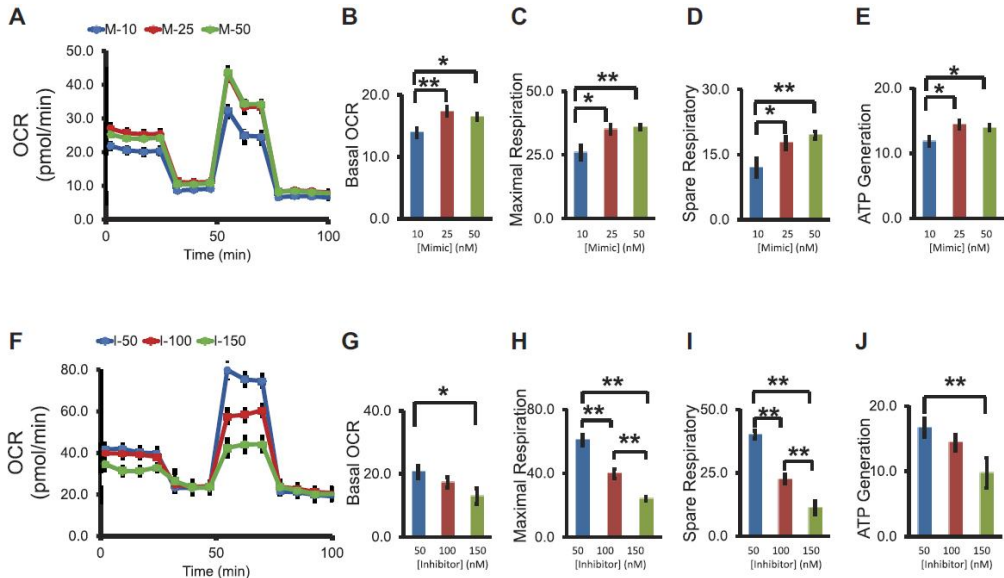 A
M-10 M-25 M-50
OCR
(pmol/min)
50.0
40.0
30.0
20.0
10.0
0.0
0 50 100
Time (min)
B
*
**
Basal OCR
20.0
10.0
0.0
10 25 50
[Mimic] (nM)
C
**
*
Maximal Respiration
50.0
25.0
0.0
10 25 50
[Mimic] (nM)
D
**
*
Spare Respiratory
30.0
15.0
0.0
10 25 50
[Mimic] (nM)
E
*
*
ATP Generation
20.0
10.0
0.0
10 25 50
[Mimic] (nM)
F
I-50 I-100 I-150
OCR
(pmol/min)
80.0
60.0
40.0
20.0
0.0
0 50 100
Time (min)
G
*
Basal OCR
40.0
20.0
0.0
50 100 150
[Inhibitor] (nM)
H
**
**
**
Maximal Respiration
80.0
40.0
0.0
50 100 150
[Inhibitor] (nM)
I
**
**
**
Spare Respiratory
50.0
25.0
0.0
50 100 150
[Inhibitor] (nM)
J
**
ATP Generation
20.0
10.0
0.0
50 100 150
[Inhibitor] (nM)